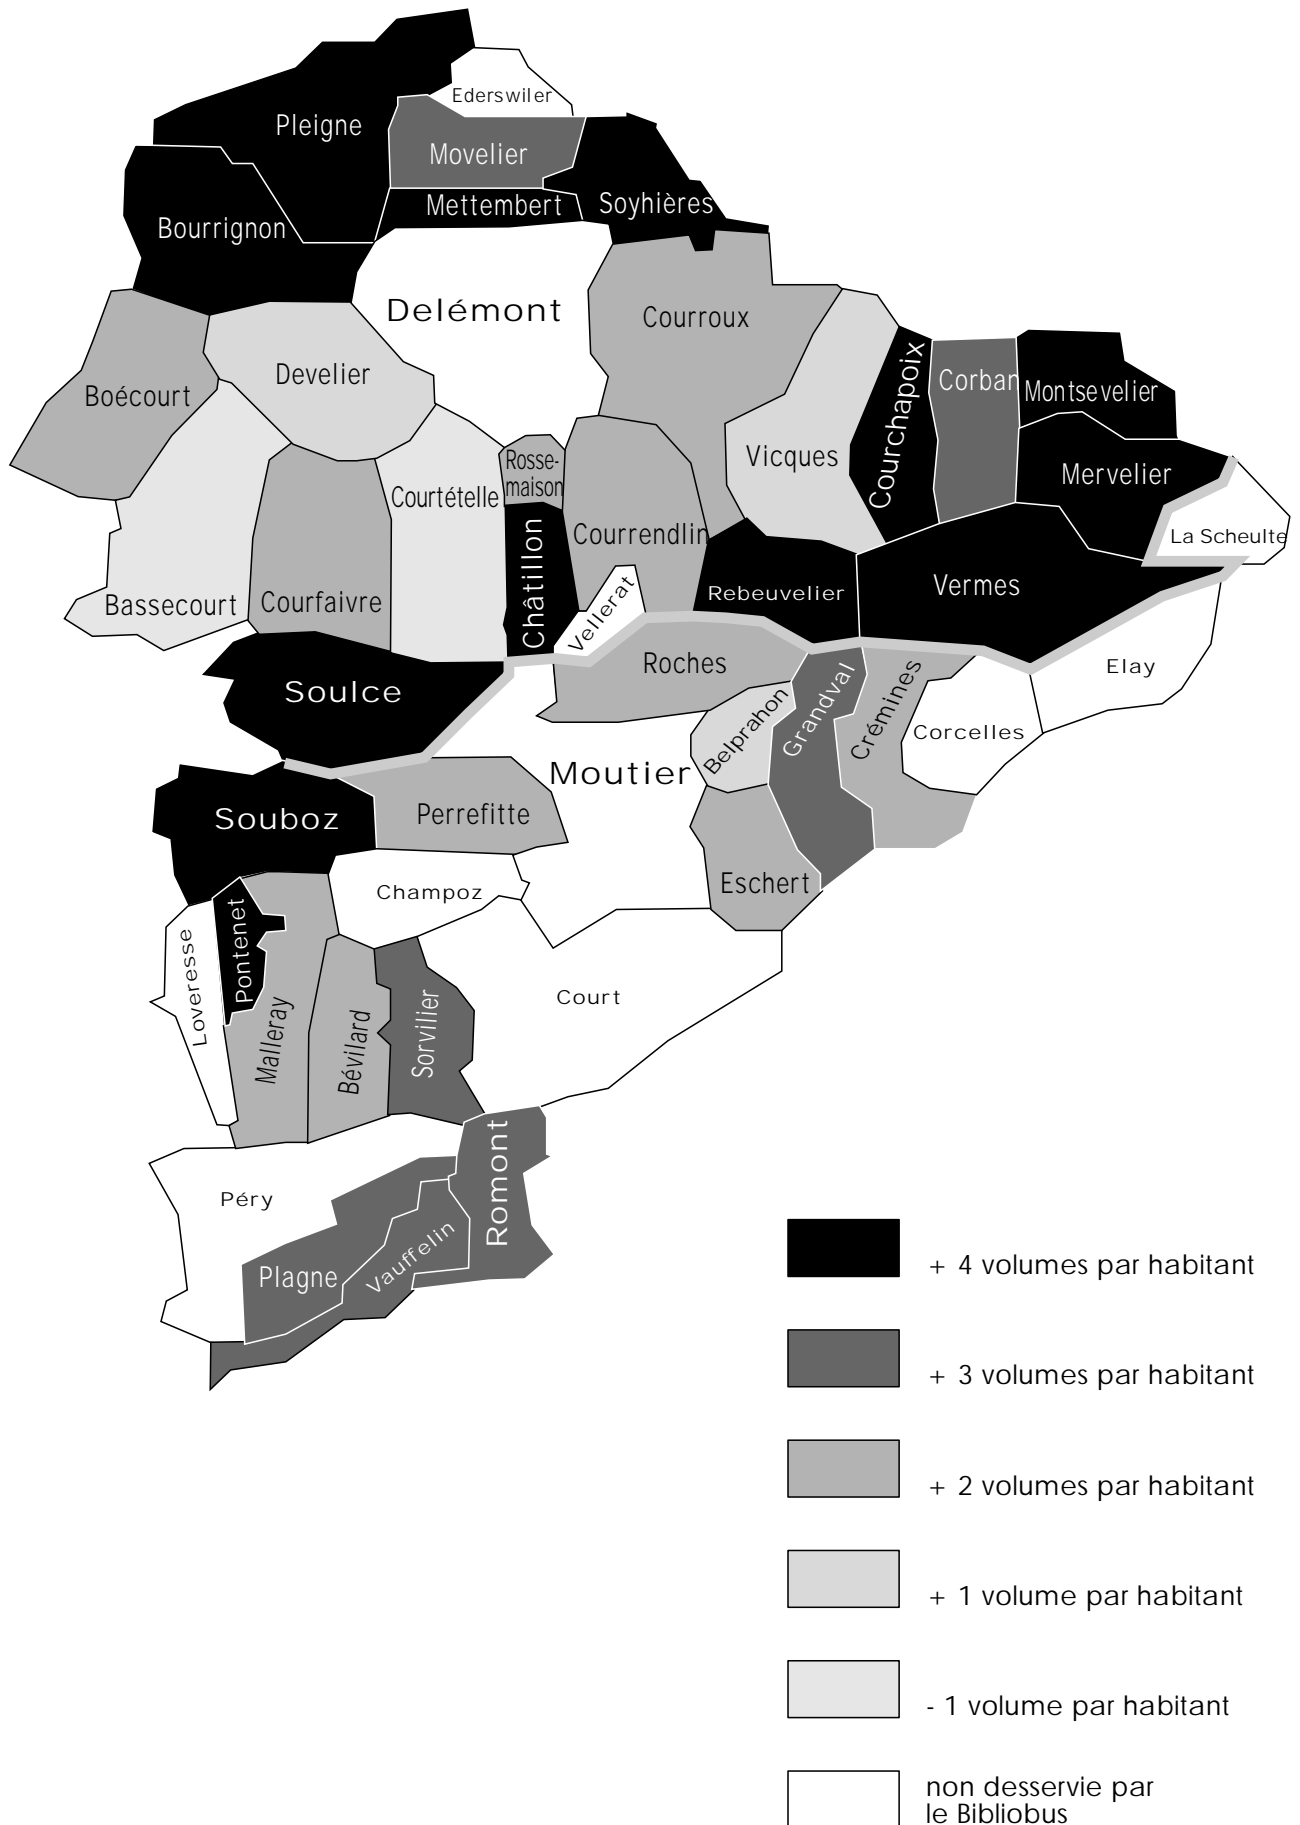 Ederswiler
Pleigne
Movelier
Mettembert
Soyhières
Bourrignon
Delémont
Courroux
Develier
Boécourt
Courchapoix
Corban
Montsevelier
Vicques
Rosse-
maison
Mervelier
Courtételle
Courrendlin
La Scheulte
Châtillon
Vermes
Rebeuvelier
Bassecourt
Courfaivre
Vellerat
Roches
Elay
Soulce
Grandval
Crémines
Belprahon
Corcelles
Moutier
Souboz
Perrefitte
Eschert
Champoz
Pontenet
Loveresse
Court
Malleray
Bévilard
Sorvilier
Romont
Péry
Plagne
Vauffelin
+ 4 volumes par habitant
+ 3 volumes par habitant
+ 2 volumes par habitant
+ 1 volume par habitant
- 1 volume par habitant
non desservie par
le Bibliobus